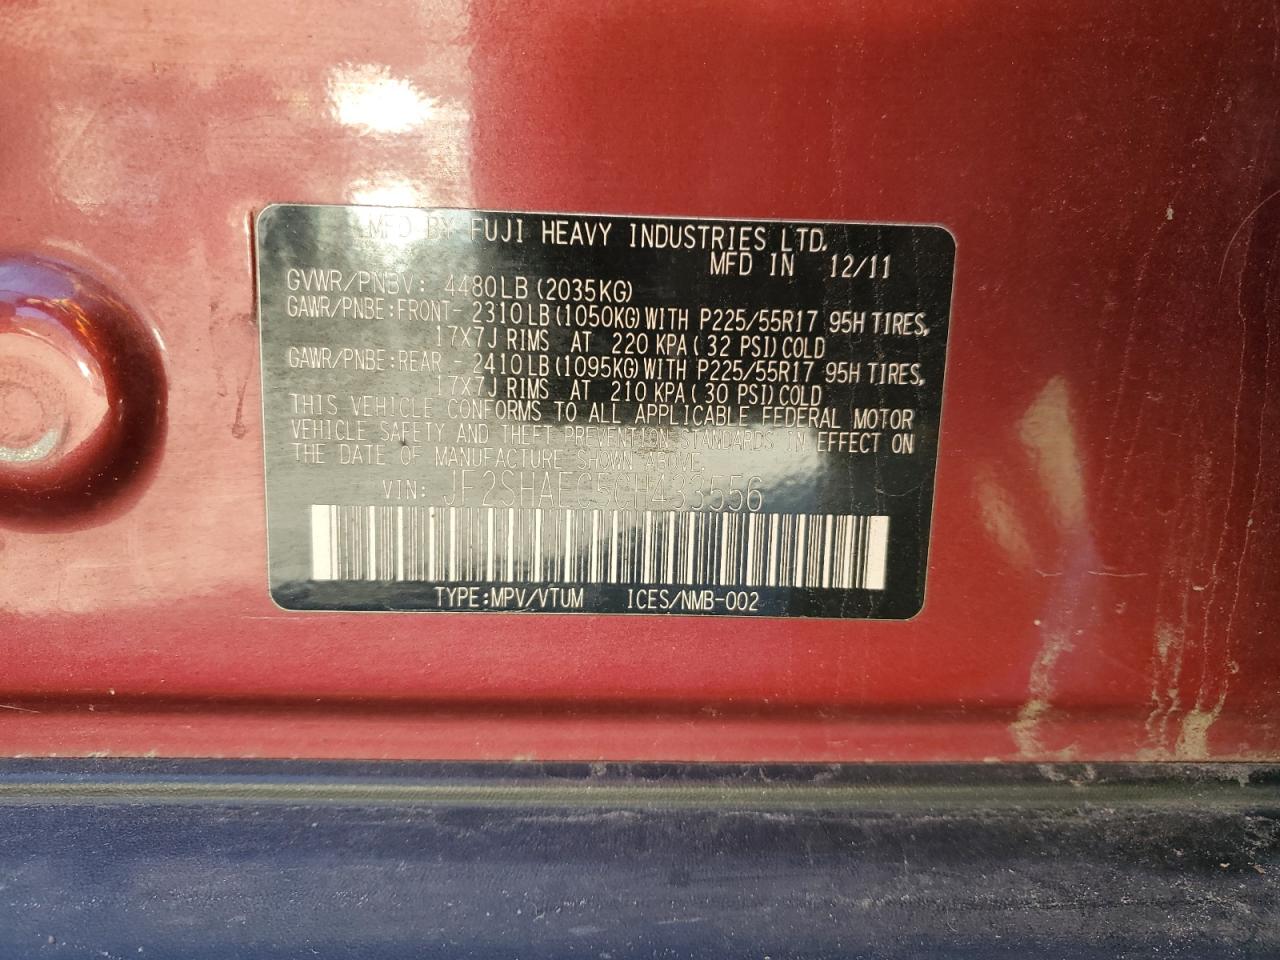 MFD BY FUJI HEAVY INDUSTRIES LTD.
MFD IN 12/11
GVWR/PNBV: 4480LB(2035KG)
GAWR/PNBE:FRONT- 2310LB(1050KG)WITH P225/55R17 95H TIRES,
17X7J RIMS AT 220 KPA(32 PSI)COLD
GAWR/PNBE:REAR - 2410LB(1095KG)WITH P225/55R17 95H TIRES,
17X7J RIMS AT 210 KPA(30 PSI)COLD
THIS VEHICLE CONFORMS TO ALL APPLICABLE FEDERAL MOTOR
VEHICLE SAFETY AND THEFT PREVENTION STANDARDS IN EFFECT ON
THE DATE OF MANUFACTURE SHOWN ABOVE.
VIN: JF2SHAEC5CH433556
TYPE:MPV/VTUM ICES/NMB-002